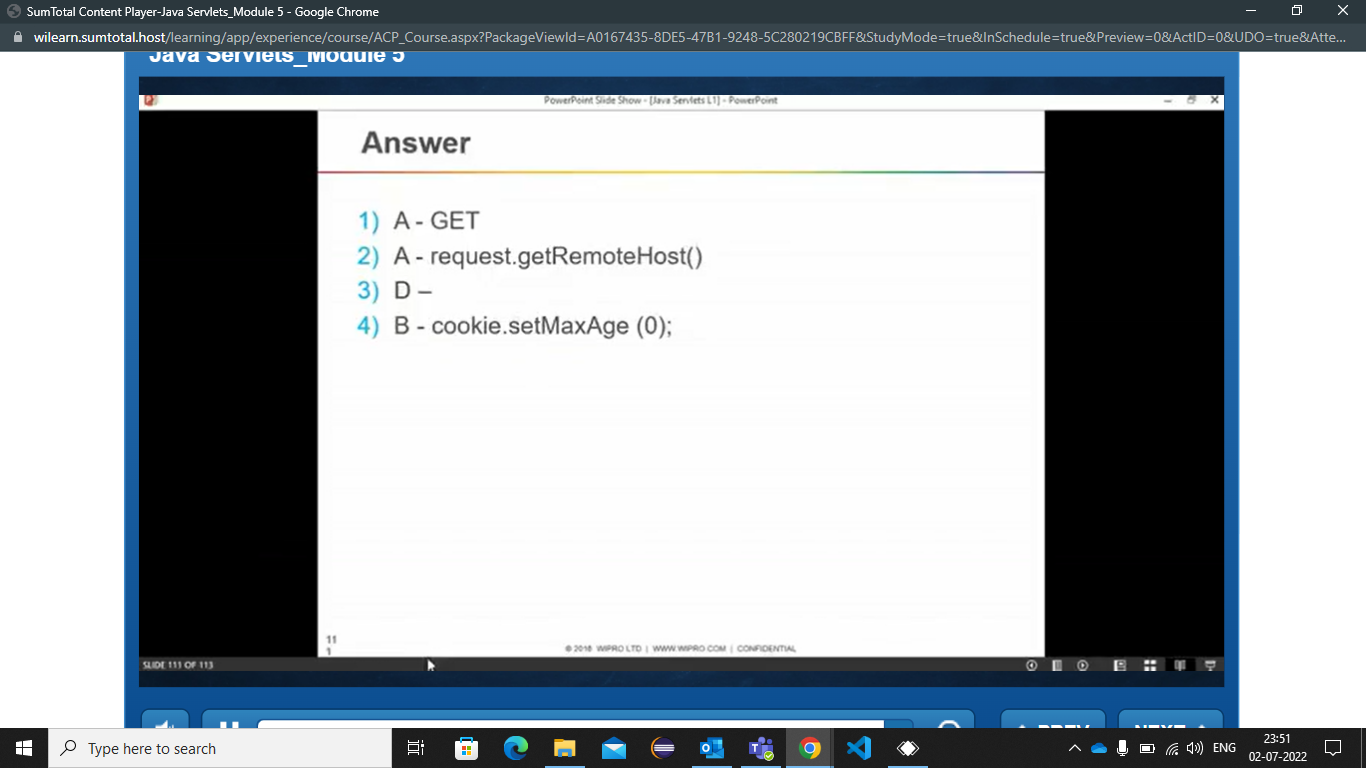 SumTotal Content Player-Java Servlets_Module 5 - Google Chrome
wilearn.sumtotal.host/learning/app/experience/course/ACP_Course.aspx?PackageViewId=A0167435-8DE5-47B1-9248-5C280219CBFF&StudyMode=true&InSchedule=true&Preview=0&ActID=0&UDO=true&Atte...
Java Servlets_Module 5
PowerPoint Slide Show - [Java Servlets L1] - PowerPoint
Answer
1) A - GET
2) A - request.getRemoteHost()
3) D –
4) B - cookie.setMaxAge (0);
11
1
© 2016 WIPRO LTD | WWW.WIPRO.COM | CONFIDENTIAL
SLIDE 111 OF 113
PREV
NEXT
Type here to search
ENG
23:51
02-07-2022